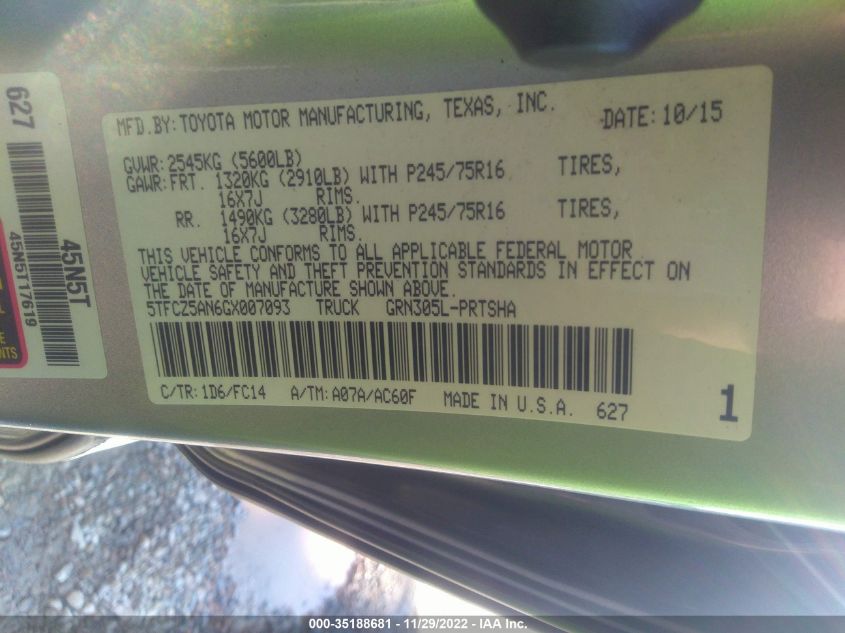 MFD.BY:TOYOTA MOTOR MANUFACTURING, TEXAS, INC. DATE:10/15
GVWR:2545KG (5600LB)
GAWR:FRT. 1320KG (2910LB) WITH P245/75R16 TIRES,
16X7J RIMS.
RR. 1490KG (3280LB) WITH P245/75R16 TIRES,
16X7J RIMS.
THIS VEHICLE CONFORMS TO ALL APPLICABLE FEDERAL MOTOR
VEHICLE SAFETY AND THEFT PREVENTION STANDARDS IN EFFECT ON
THE DATE OF MANUFACTURE SHOWN ABOVE.
5TFCZ5AN6GX007093 TRUCK GRN305L-PRTSHA
C/TR:1D6/FC14 A/TM:A07A/AC60F MADE IN U.S.A. 627
1
627
45N5T
45N5T17619
000-35188681 - 11/29/2022 - IAA Inc.